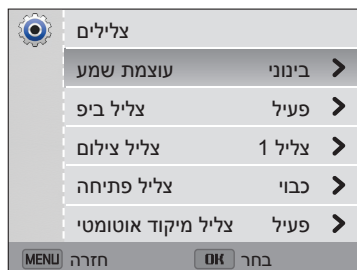 צלילים
עוצמת שמע בינוני
צליל ביפ פעיל
צליל צילום צליל 1
צליל פתיחה כבוי
צליל מיקוד אוטומטי פעיל
MENU חזרה OK בחר